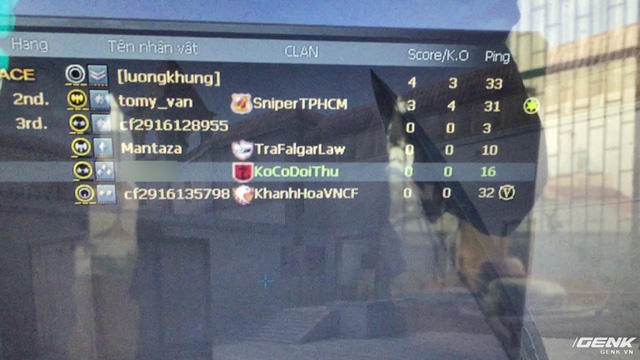 Hạng Tên nhân vật CLAN Score/K.O Ping
ACE [luongkhung] 4 3 33
2nd. tomy_van SniperTPHCM 3 4 31
3rd. cf2916128955 0 0 3
Mantaza TraFalgarLaw 0 0 10
KoCoDoiThu 0 0 16
cf2916135798 KhanhHoaVNCF 0 0 32
GENK
GENK.VN